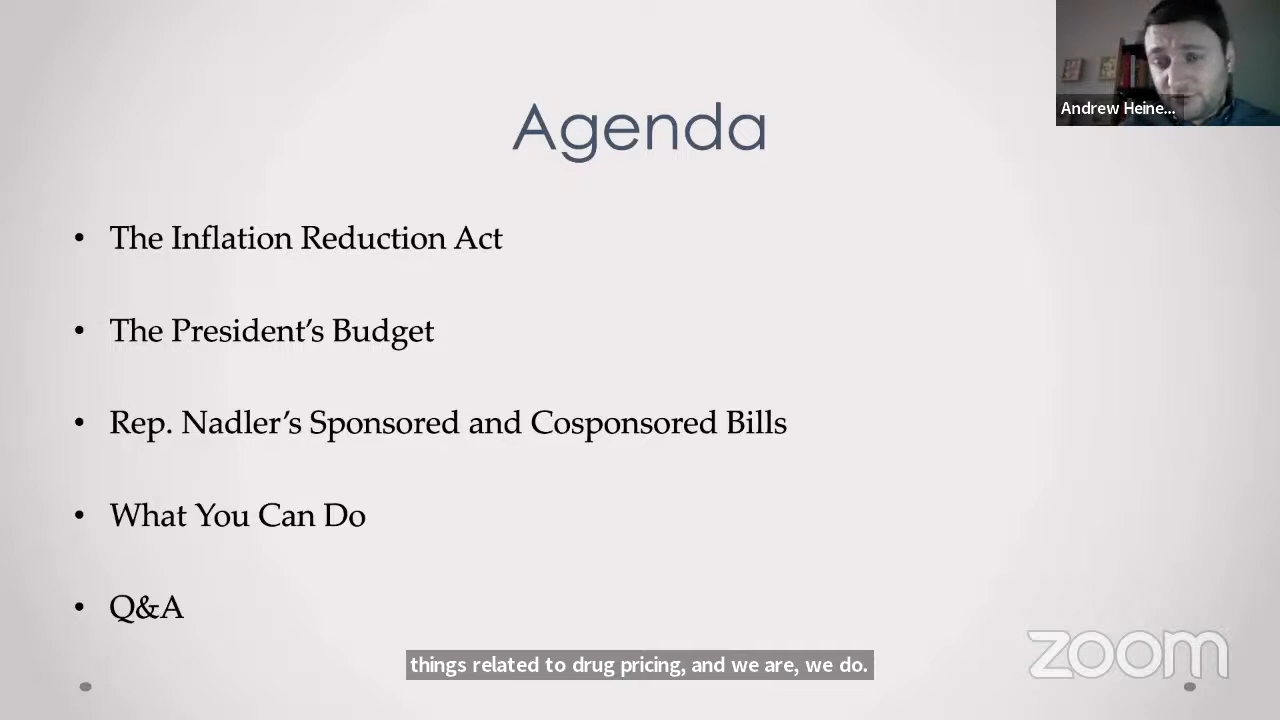 Andrew Heine...
Agenda
• The Inflation Reduction Act
• The President's Budget
• Rep. Nadler's Sponsored and Cosponsored Bills
• What You Can Do
• Q&A
things related to drug pricing, and we are, we do.
zoom